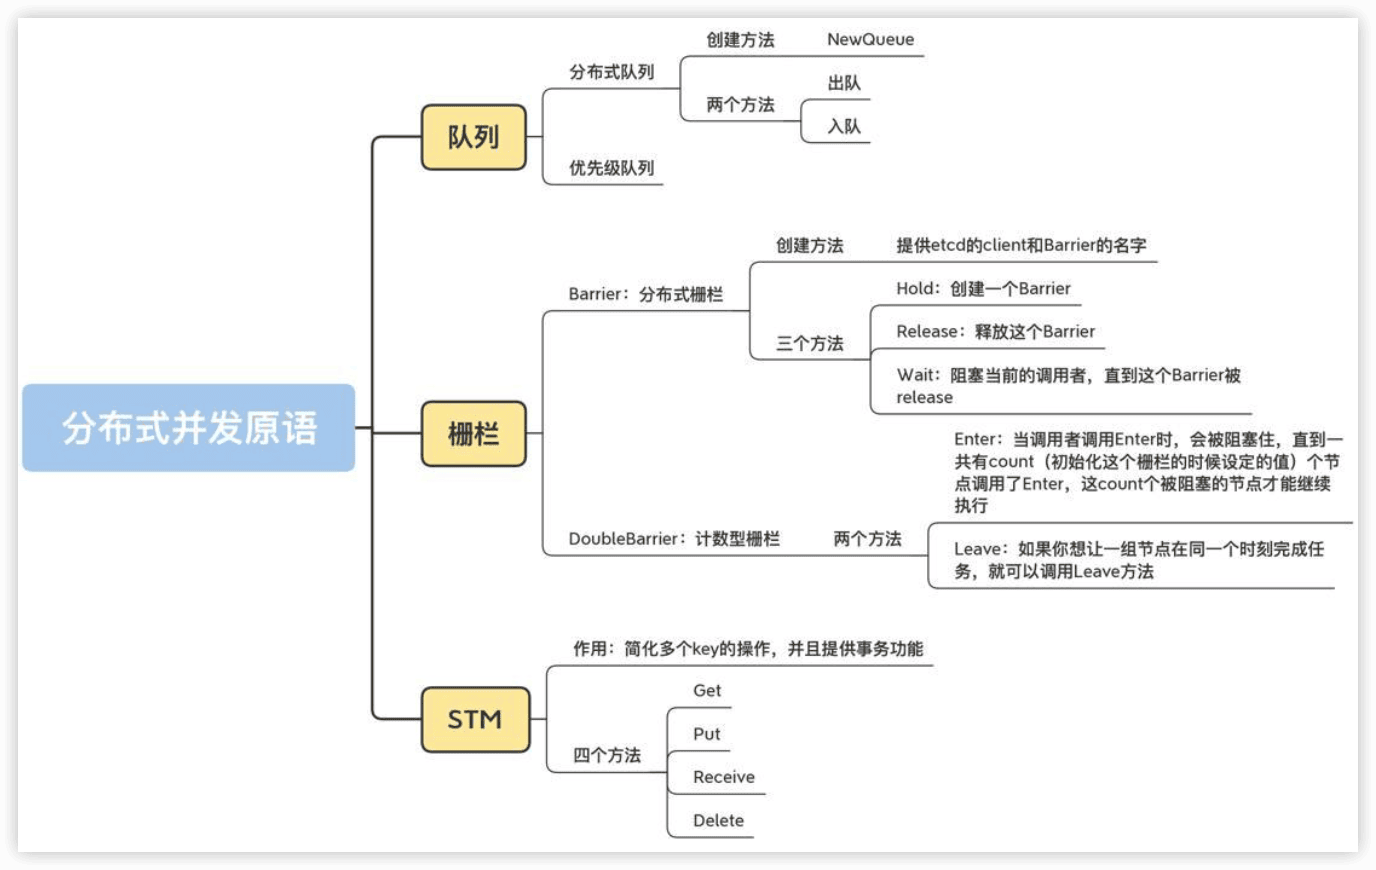 分布式并发原语
队列
分布式队列
创建方法
NewQueue
两个方法
出队
入队
优先级队列
栅栏
Barrier：分布式栅栏
创建方法
提供etcd的client和Barrier的名字
三个方法
Hold：创建一个Barrier
Release：释放这个Barrier
Wait：阻塞当前的调用者，直到这个Barrier被
release
DoubleBarrier：计数型栅栏
两个方法
Enter：当调用者调用Enter时，会被阻塞住，直到一
共有count（初始化这个栅栏的时候设定的值）个节
点调用了Enter，这count个被阻塞的节点才能继续
执行
Leave：如果你想让一组节点在同一个时刻完成任
务，就可以调用Leave方法
STM
作用：简化多个key的操作，并且提供事务功能
四个方法
Get
Put
Receive
Delete